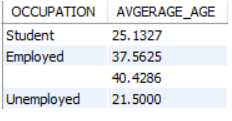 OCCUPATION AVGERAGE_AGE
Student 25.1327
Employed 37.5625
40.4286
Unemployed 21.5000